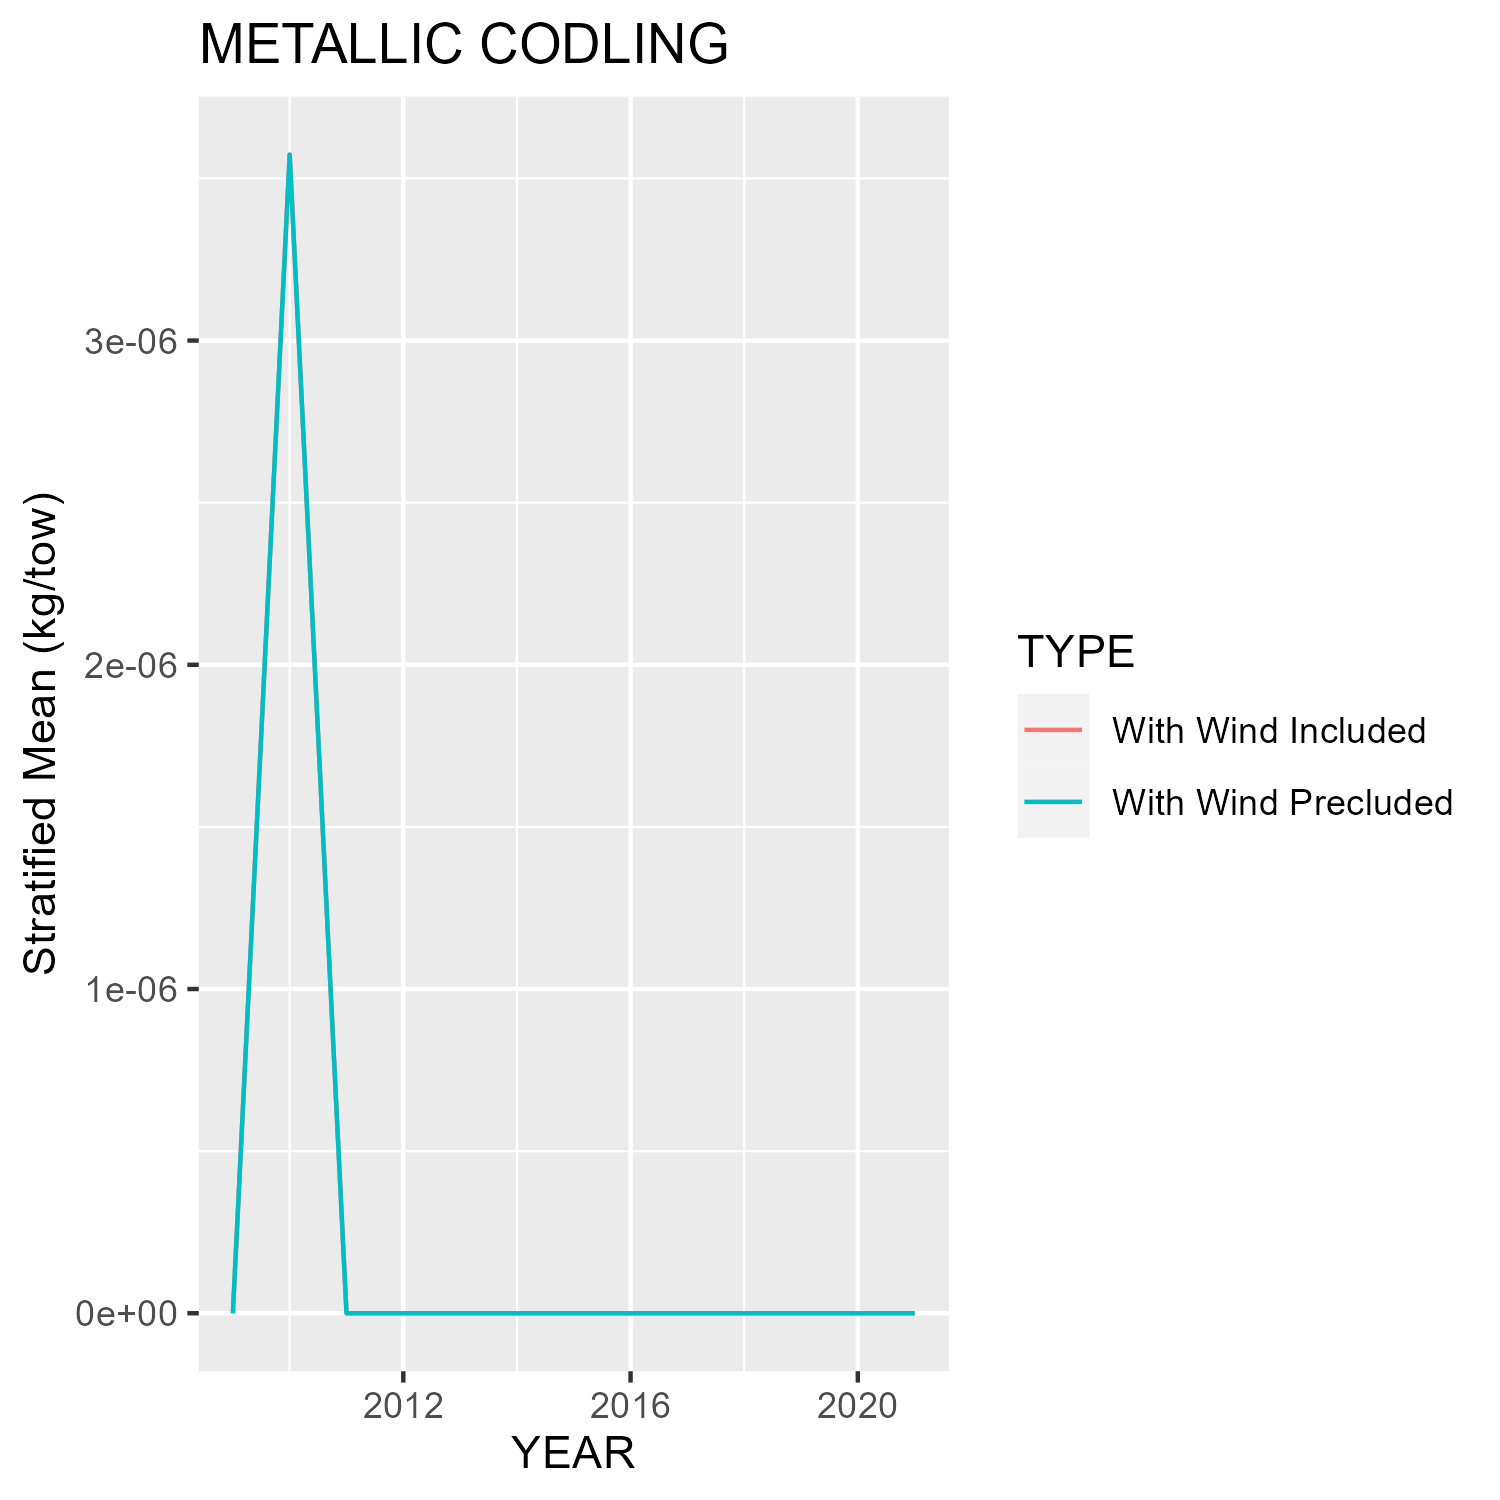 METALLIC CODLING
Stratified Mean (kg/tow)
3e-06
2e-06
1e-06
0e+00
2012
2016
2020
YEAR
TYPE
With Wind Included
With Wind Precluded